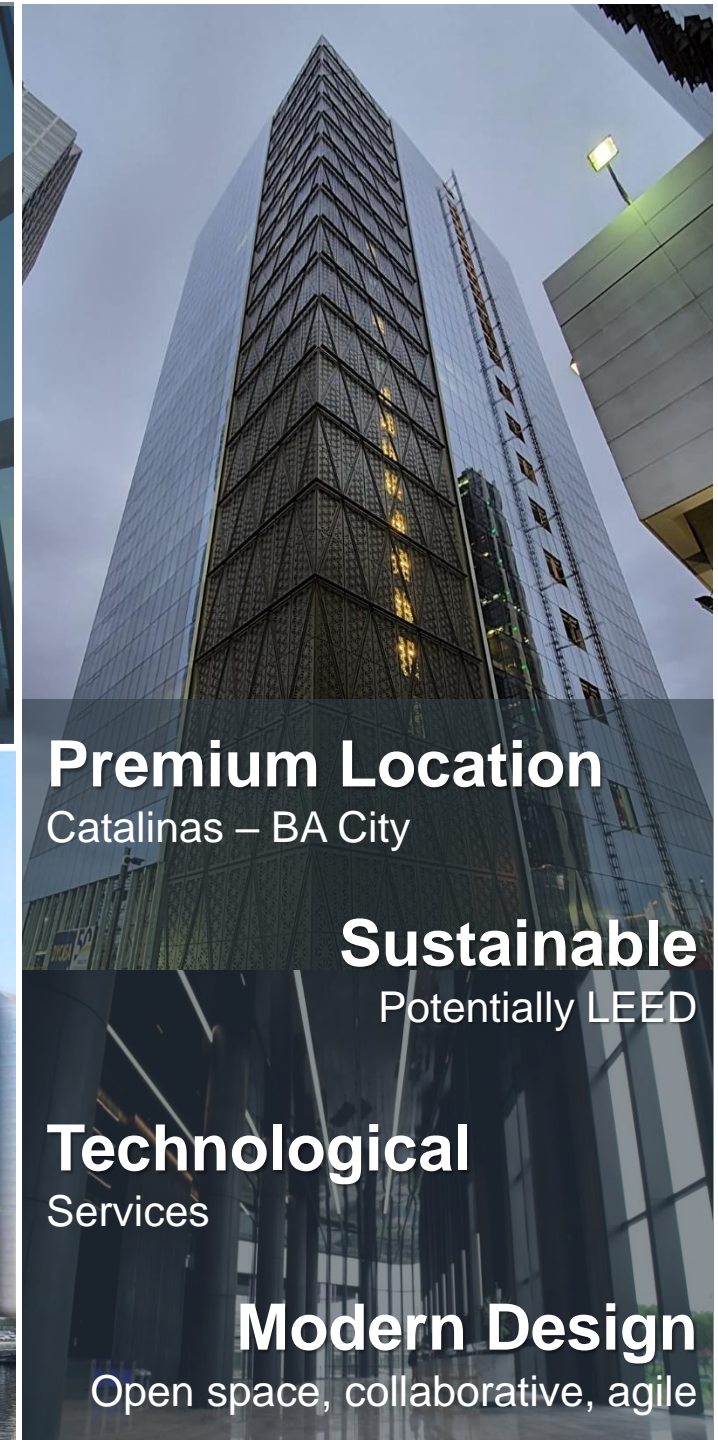 Premium Location
Catalinas – BA City
Sustainable
Potentially LEED
Technological
Services
Modern Design
Open space, collaborative, agile